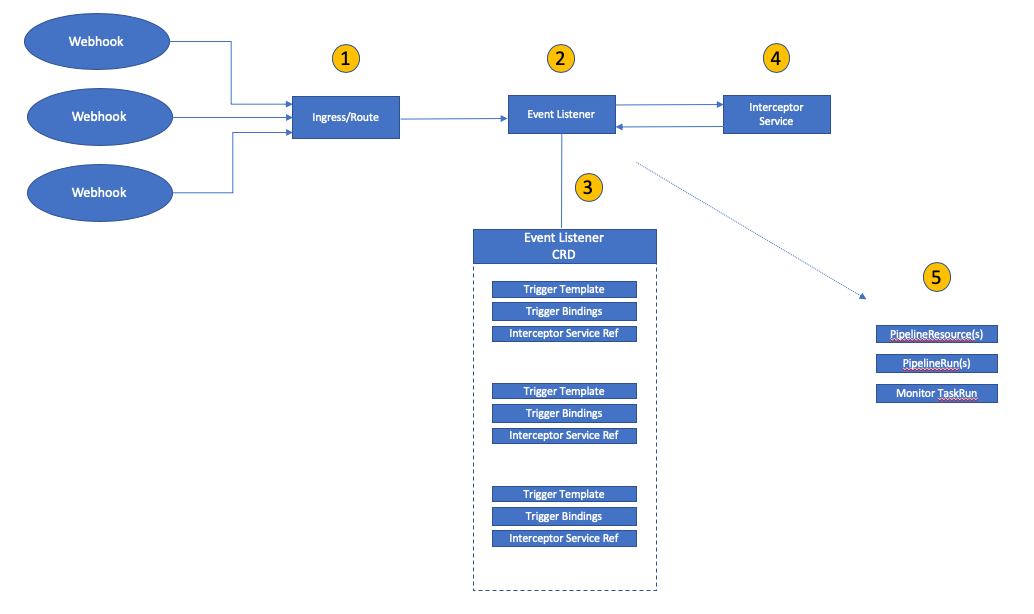 Webhook
Webhook
Webhook
1
Ingress/Route
2
Event Listener
4
Interceptor
Service
3
Event Listener
CRD
Trigger Template
Trigger Bindings
Interceptor Service Ref
Trigger Template
Trigger Bindings
Interceptor Service Ref
Trigger Template
Trigger Bindings
Interceptor Service Ref
5
PipelineResource(s)
PipelineRun(s)
Monitor TaskRun